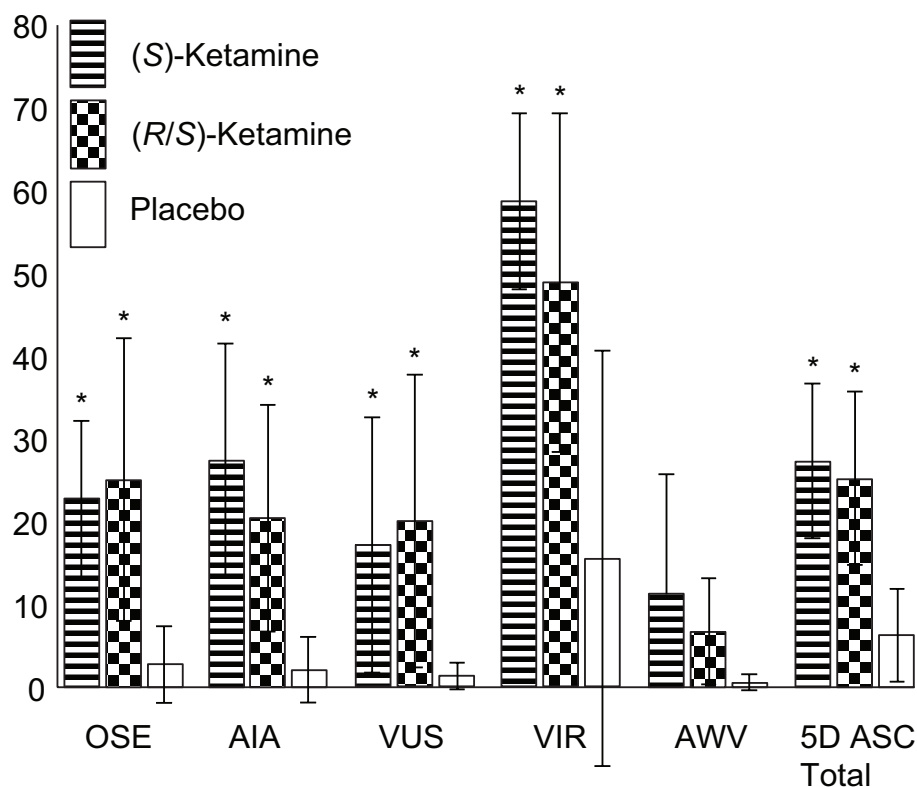 80
70
60
50
40
30
20
10
0
(S)-Ketamine
(R/S)-Ketamine
Placebo
* * * * * * * * * *
OSE AIA VUS VIR AWV 5D ASC
Total